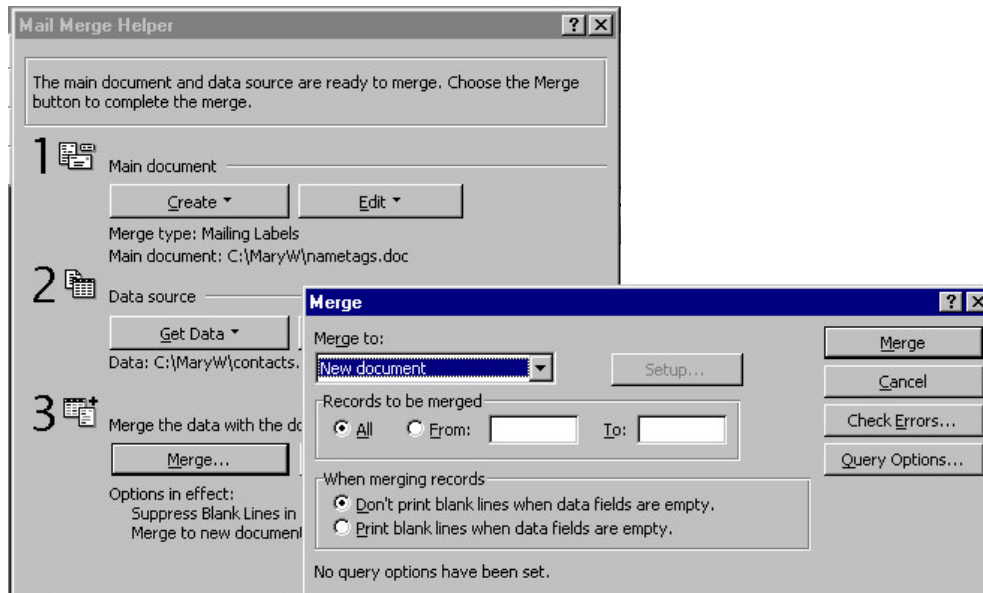 Mail Merge Helper
The main document and data source are ready to merge. Choose the Merge
button to complete the merge.
1
Main document
Create
Edit
Merge type: Mailing Labels
Main document: C:\MaryW\nametags.doc
2
Data source
Get Data
Data: C:\MaryW\contacts.
3
Merge the data with the
Merge...
Options in effect:
Suppress Blank Lines in
Merge to new document
Merge
Merge to:
New document
Setup...
Records to be merged
All From: To:
When merging records
Don't print blank lines when data fields are empty.
Print blank lines when data fields are empty.
No query options have been set.
Merge
Cancel
Check Errors...
Query Options...